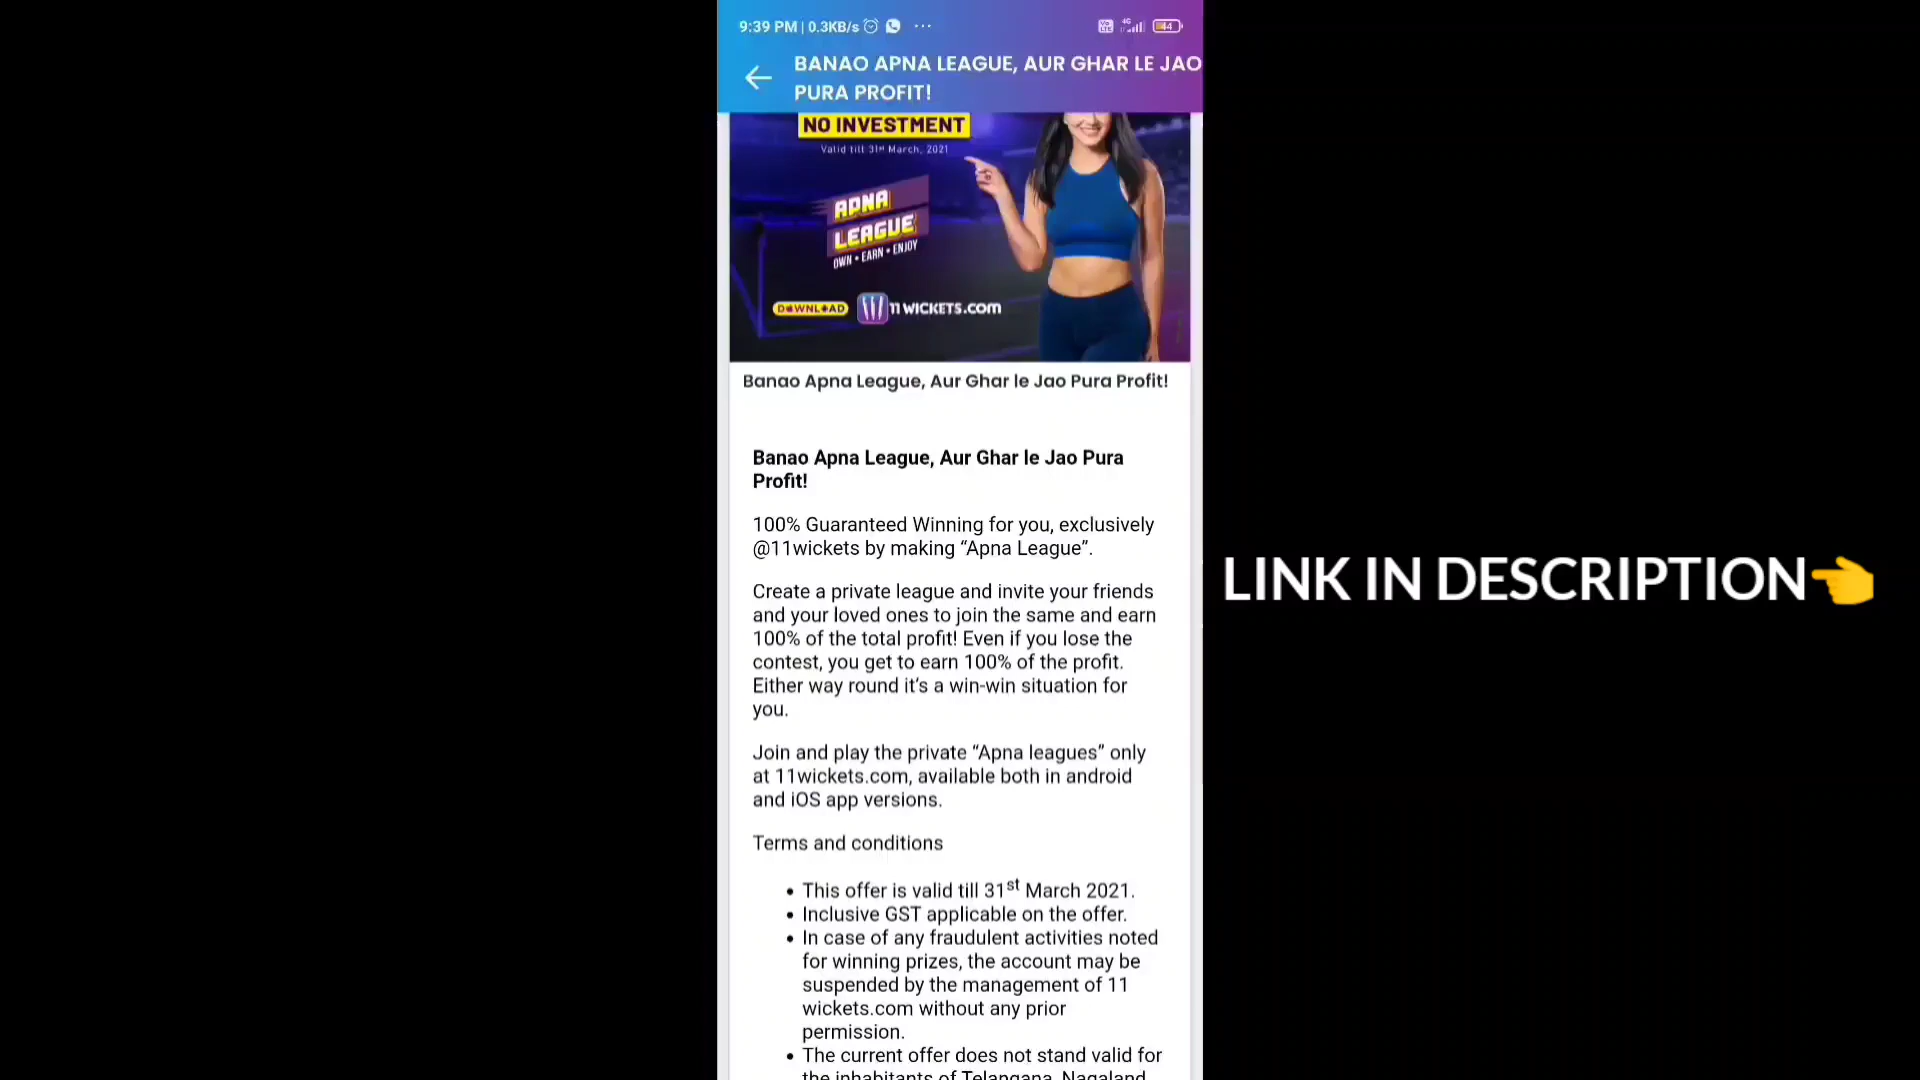 9:39 PM | 0.3KB/s
4G
44
BANAO APNA LEAGUE, AUR GHAR LE JAO
PURA PROFIT!
NO INVESTMENT
Valid till 31st March, 2021
APNA
LEAGUE
OWN • EARN • ENJOY
DOWNLOAD 11 WICKETS.COM
Banao Apna League, Aur Ghar le Jao Pura Profit!
Banao Apna League, Aur Ghar le Jao Pura
Profit!
100% Guaranteed Winning for you, exclusively
@11wickets by making “Apna League”.
Create a private league and invite your friends
and your loved ones to join the same and earn
100% of the total profit! Even if you lose the
contest, you get to earn 100% of the profit.
Either way round it’s a win-win situation for
you.
LINK IN DESCRIPTION👈
Join and play the private “Apna leagues” only
at 11wickets.com, available both in android
and iOS app versions.
Terms and conditions
• This offer is valid till 31st March 2021.
• Inclusive GST applicable on the offer.
• In case of any fraudulent activities noted
for winning prizes, the account may be
suspended by the management of 11
wickets.com without any prior
permission.
• The current offer does not stand valid for
the inhabitants of Telangana, Nagaland